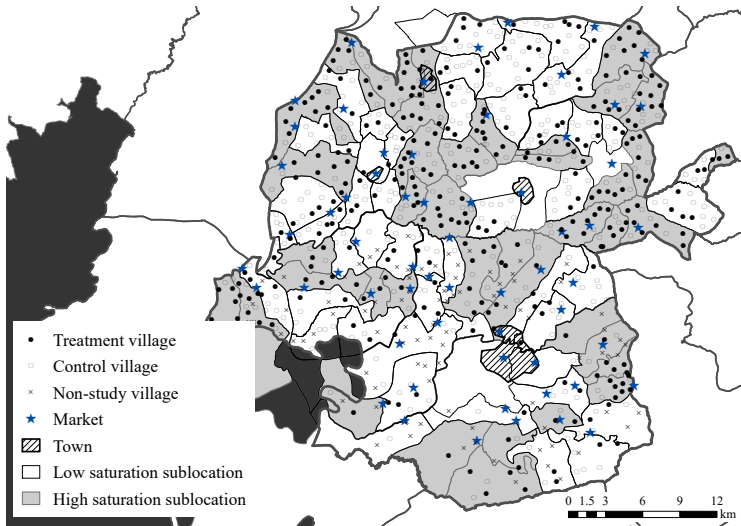 Treatment village
Control village
Non-study village
Market
Town
Low saturation sublocation
High saturation sublocation
0 1.5 3 6 9 12
km